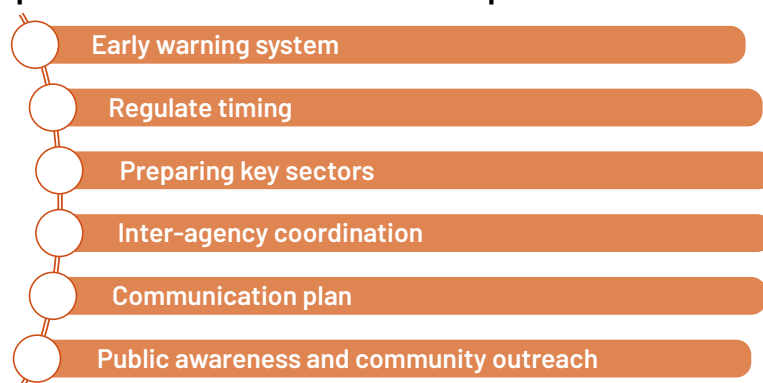 Early warning system
Regulate timing
Preparing key sectors
Inter-agency coordination
Communication plan
Public awareness and community outreach